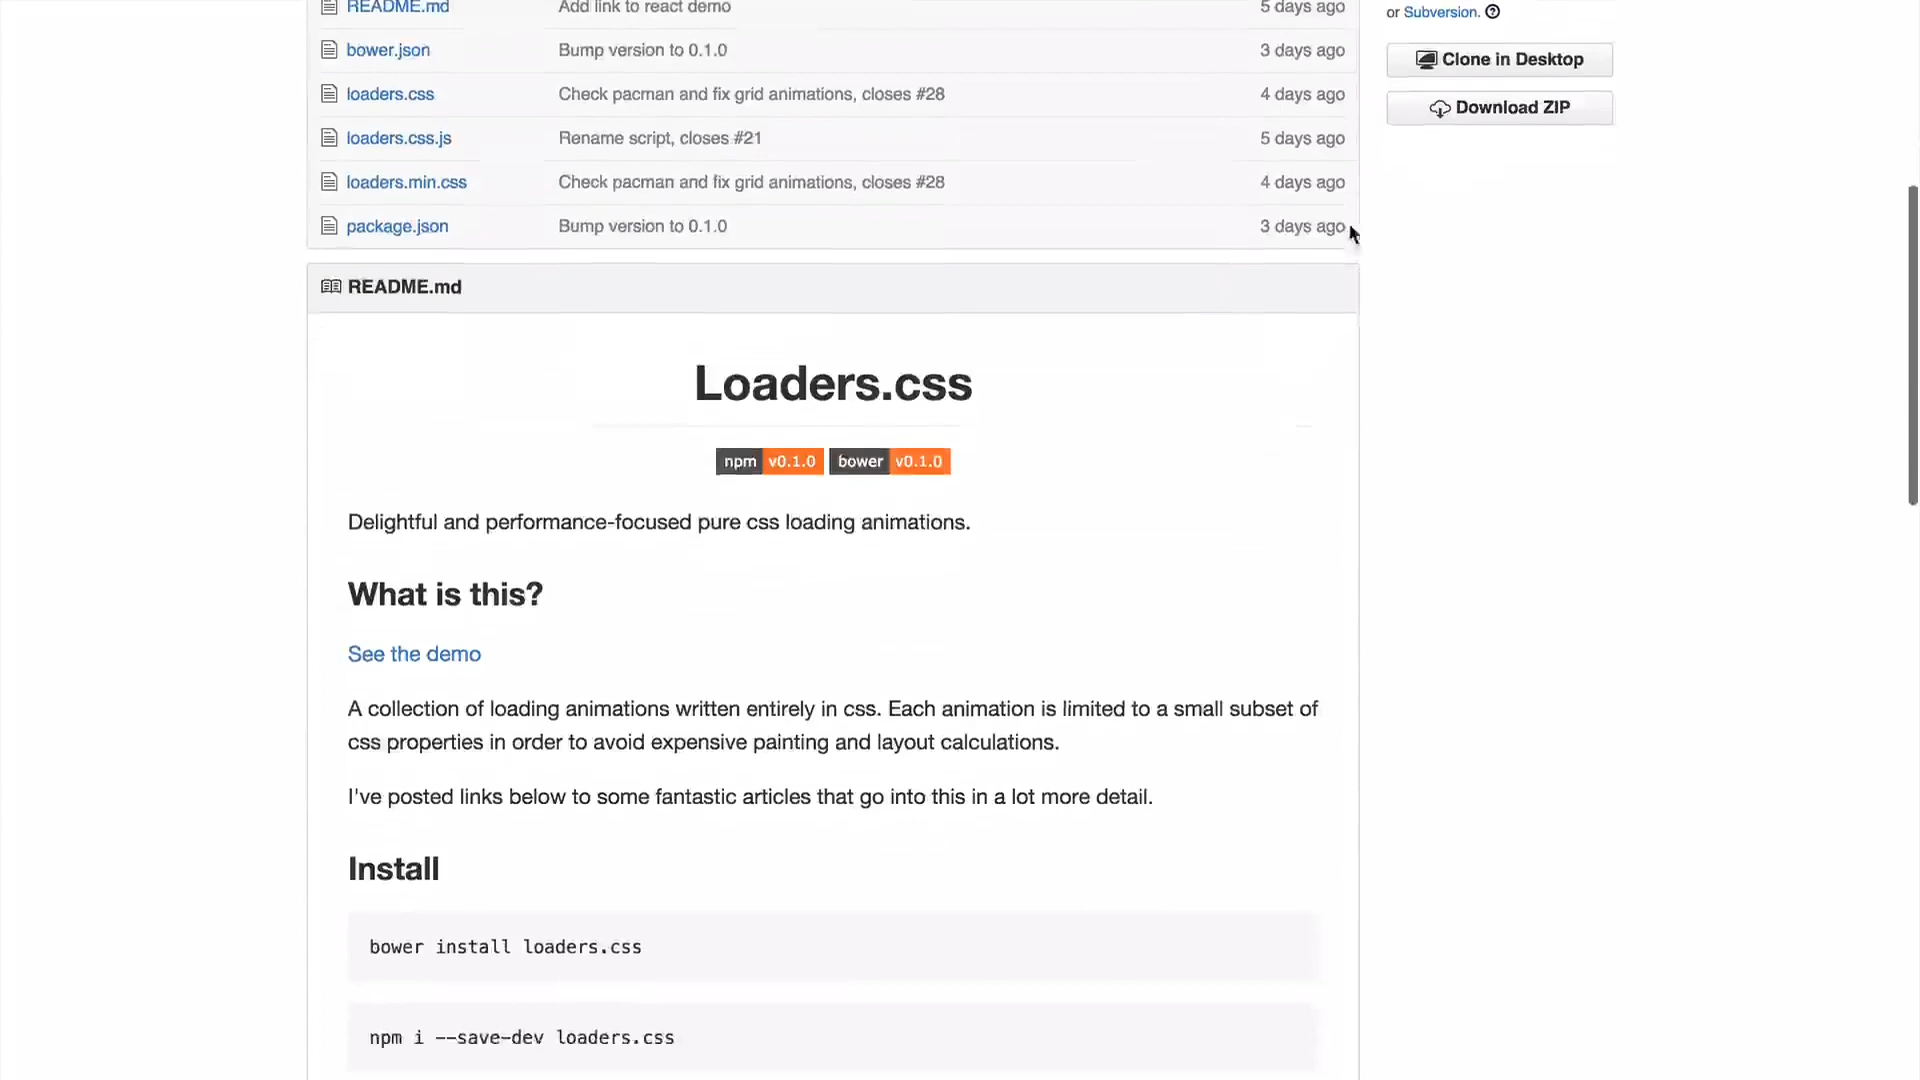 README.md Add link to react demo 5 days ago
bower.json Bump version to 0.1.0 3 days ago
loaders.css Check pacman and fix grid animations, closes #28 4 days ago
loaders.css.js Rename script, closes #21 5 days ago
loaders.min.css Check pacman and fix grid animations, closes #28 4 days ago
package.json Bump version to 0.1.0 3 days ago
or Subversion.
Clone in Desktop
Download ZIP
README.md
Loaders.css
npm v0.1.0 bower v0.1.0
Delightful and performance-focused pure css loading animations.
What is this?
See the demo
A collection of loading animations written entirely in css. Each animation is limited to a small subset of
css properties in order to avoid expensive painting and layout calculations.
I've posted links below to some fantastic articles that go into this in a lot more detail.
Install
bower install loaders.css
npm i --save-dev loaders.css